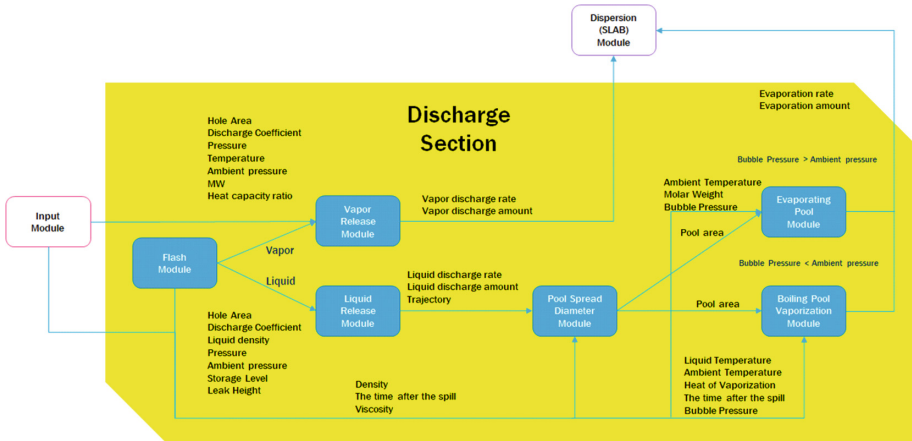 Dispersion
(SLAB)
Module
Discharge
Section
Evaporation rate
Evaporation amount
Hole Area
Discharge Coefficient
Pressure
Temperature
Ambient pressure
MW
Heat capacity ratio
Bubble Pressure > Ambient pressure
Ambient Temperature
Molar Weight
Bubble Pressure
Input
Module
Vapor
Release
Module
Vapor discharge rate
Vapor discharge amount
Evaporating
Pool
Module
Pool area
Flash
Module
Vapor
Liquid
Bubble Pressure < Ambient pressure
Liquid
Release
Module
Liquid discharge rate
Liquid discharge amount
Trajectory
Pool Spread
Diameter
Module
Pool area
Boiling Pool
Vaporization
Module
Hole Area
Discharge Coefficient
Liquid density
Pressure
Ambient pressure
Storage Level
Leak Height
Density
The time after the spill
Viscosity
Liquid Temperature
Ambient Temperature
Heat of Vaporization
The time after the spill
Bubble Pressure